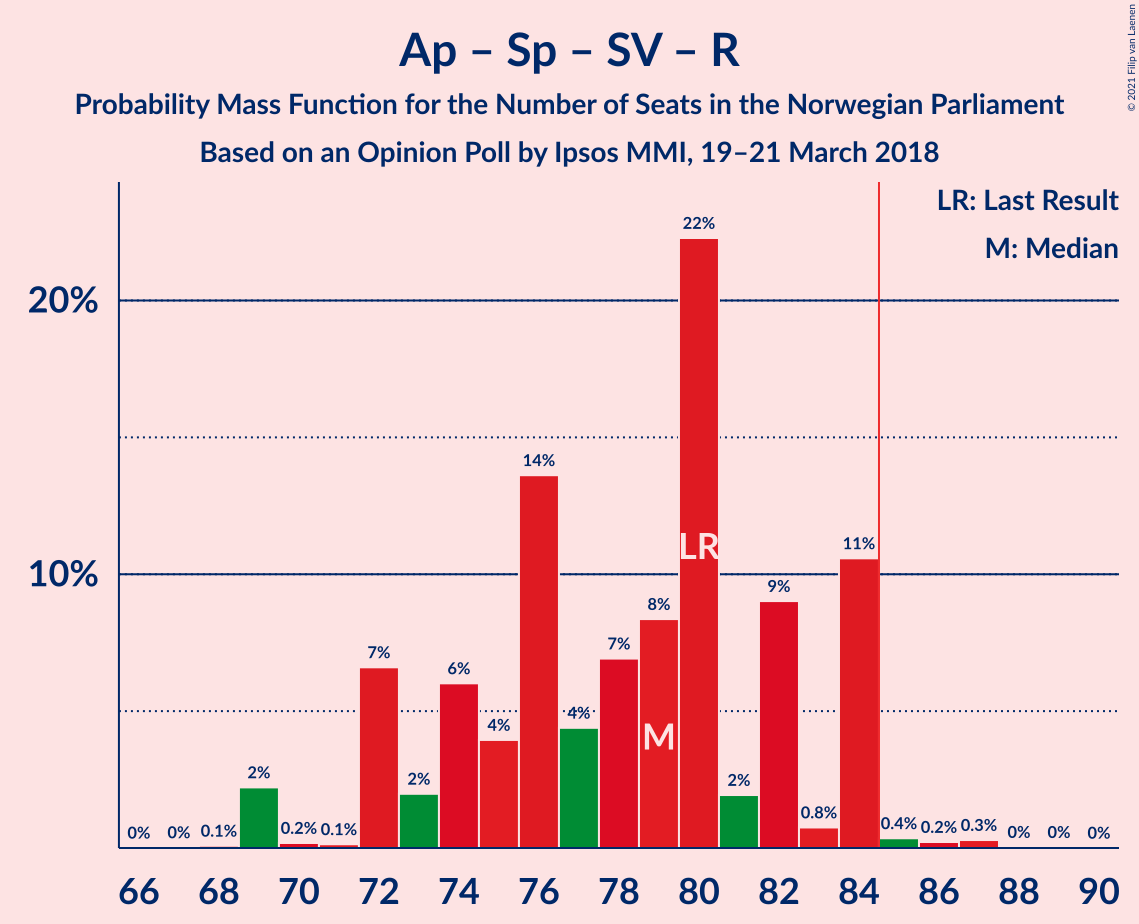 Ap – Sp – SV – R
Probability Mass Function for the Number of Seats in the Norwegian Parliament
Based on an Opinion Poll by Ipsos MMI, 19–21 March 2018
© 2021 Filip van Laenen
LR: Last Result
M: Median
20%
10%
0% 0% 0.1% 2% 0.2% 0.1% 7% 2% 6% 4% 14% 4% 7% 8% 22% 2% 9% 0.8% 11% 0.4% 0.2% 0.3% 0% 0% 0%
LR
M
66 68 70 72 74 76 78 80 82 84 86 88 90